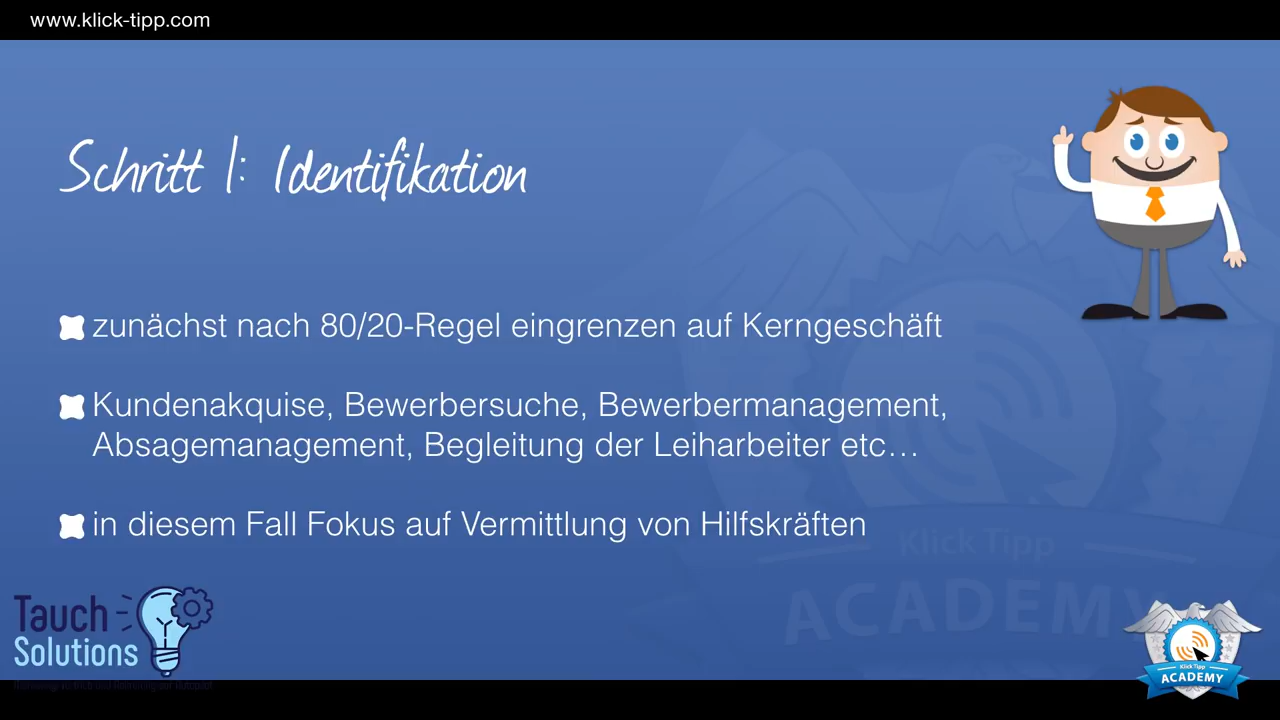 www.klick-tipp.com
Schritt 1: Identifikation
zunächst nach 80/20-Regel eingrenzen auf Kerngeschäft
Kundenakquise, Bewerbersuche, Bewerbermanagement,
Absagemanagement, Begleitung der Leiharbeiter etc…
in diesem Fall Fokus auf Vermittlung von Hilfskräften
Klick Tipp
ACADEMY
Tauch
Solutions
Klick Tipp
ACADEMY